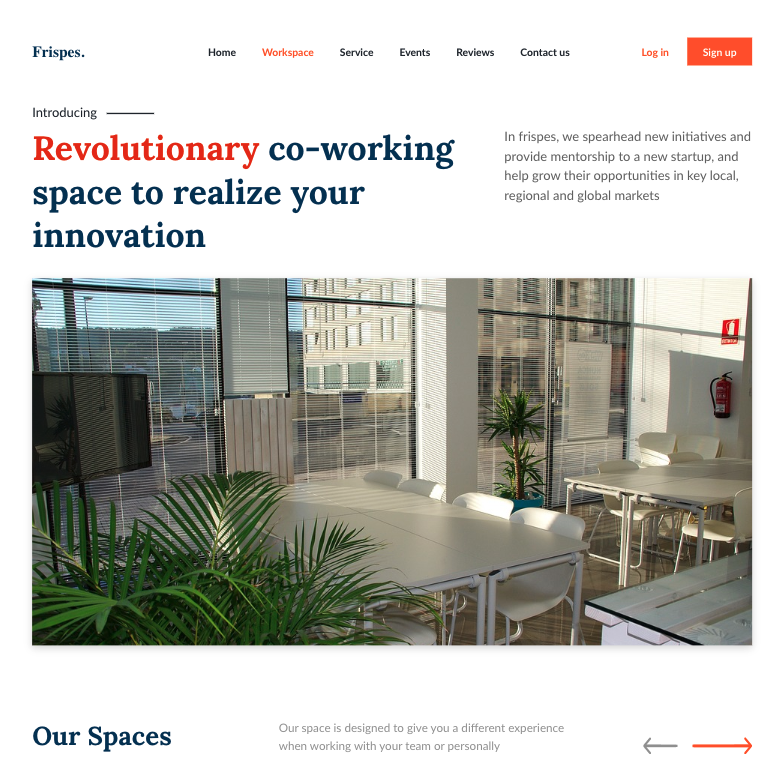 Frispes.
Home Workspace Service Events Reviews Contact us Log in Sign up
Introducing
Revolutionary co-working
space to realize your
innovation
In frispes, we spearhead new initiatives and
provide mentorship to a new startup, and
help grow their opportunities in key local,
regional and global markets
Our Spaces
Our space is designed to give you a different experience
when working with your team or personally